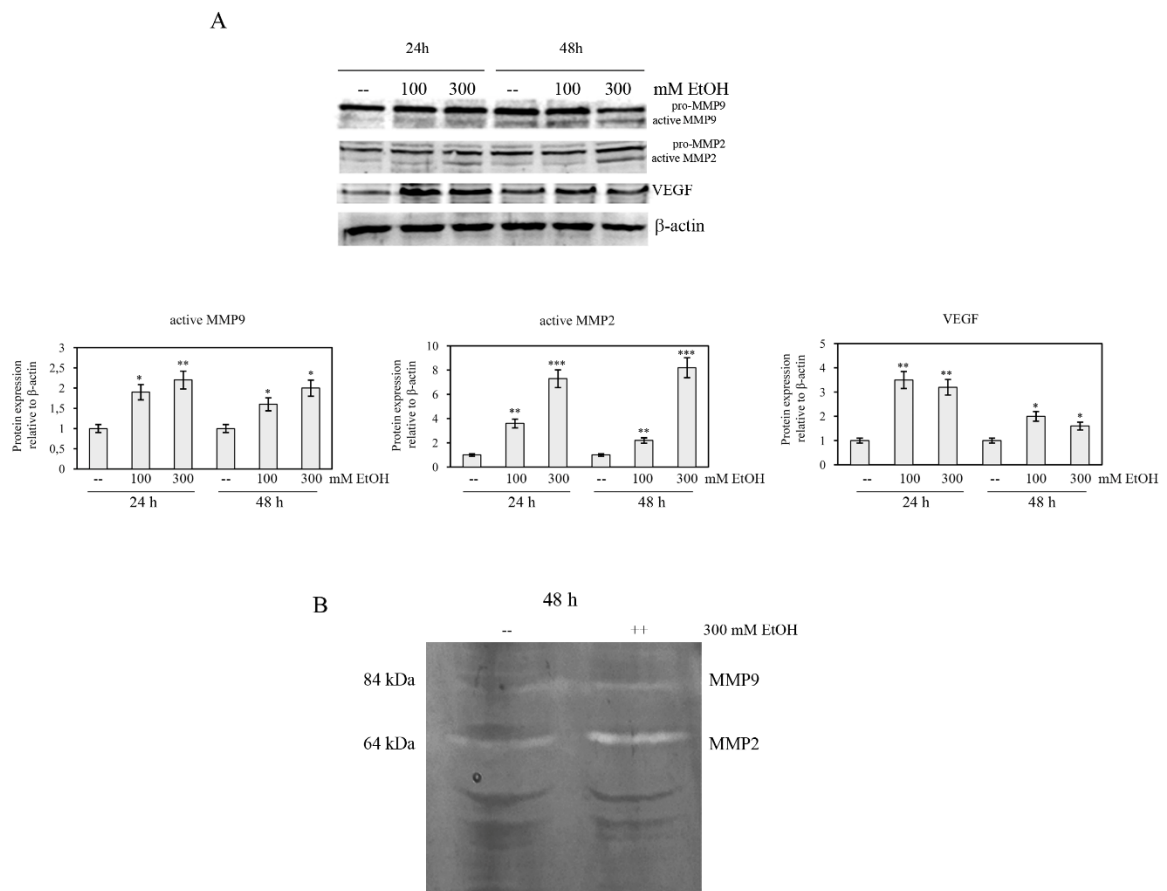 A
24h 48h
-- 100 300 -- 100 300 mM EtOH
pro-MMP9
active MMP9
pro-MMP2
active MMP2
VEGF
β-actin
active MMP9
Protein expression
relative to β-actin
3
2,5
2
1,5
1
0,5
0
* ** * *
-- 100 300 -- 100 300 mM EtOH
24 h 48 h
active MMP2
Protein expression
relative to β-actin
10
8
6
4
2
0
** *** ** ***
-- 100 300 -- 100 300 mM EtOH
24 h 48 h
VEGF
Protein expression
relative to β-actin
5
4
3
2
1
0
** ** * *
-- 100 300 -- 100 300 mM EtOH
24 h 48 h
B
48 h
-- ++ 300 mM EtOH
84 kDa MMP9
64 kDa MMP2